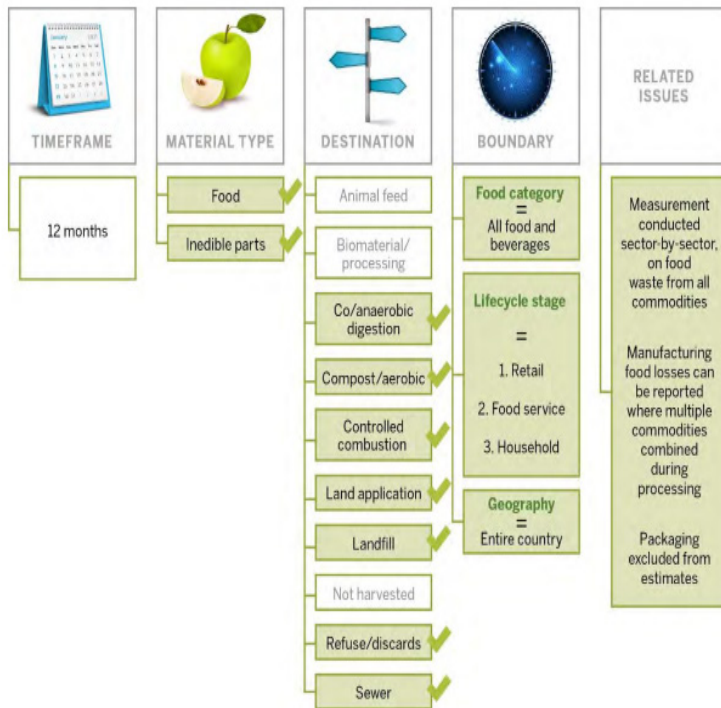 January
TIMEFRAME
12 months
MATERIAL TYPE
Food
Inedible parts
DESTINATION
Animal feed
Biomaterial/
processing
Co/anaerobic
digestion
Compost/aerobic
Controlled
combustion
Land application
Landfill
Not harvested
Refuse/discards
Sewer
BOUNDARY
Food category
=
All food and
beverages
Lifecycle stage
=
1. Retail
2. Food service
3. Household
Geography
=
Entire country
RELATED
ISSUES
Measurement
conducted
sector-by-sector,
on food
waste from all
commodities
Manufacturing
food losses can
be reported
where multiple
commodities
combined
during
processing
Packaging
excluded from
estimates